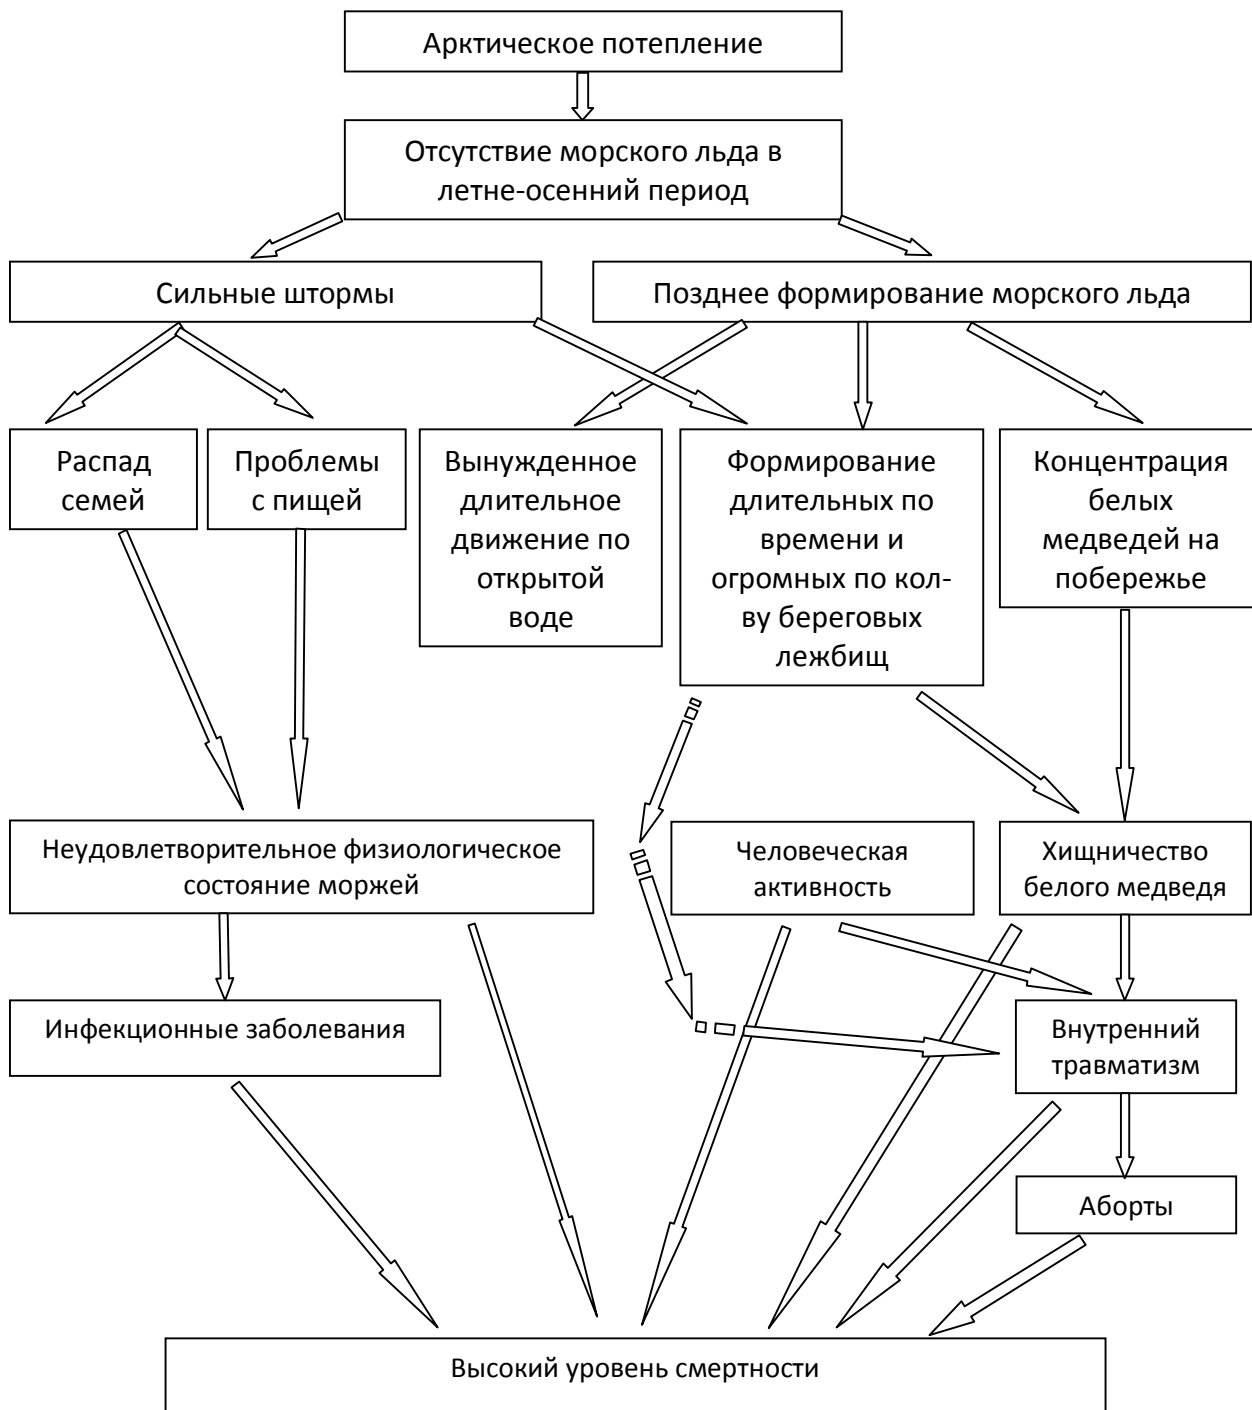 Арктическое потепление
Отсутствие морского льда в
летне-осенний период
Сильные штормы
Позднее формирование морского льда
Распад
семей
Проблемы
с пищей
Вынужденное
длительное
движение по
открытой
воде
Формирование
длительных по
времени и
огромных по кол-
ву береговых
лежбищ
Концентрация
белых
медведей на
побережье
Неудовлетворительное физиологическое
состояние моржей
Человеческая
активность
Хищничество
белого медведя
Инфекционные заболевания
Внутренний
травматизм
Аборты
Высокий уровень смертности